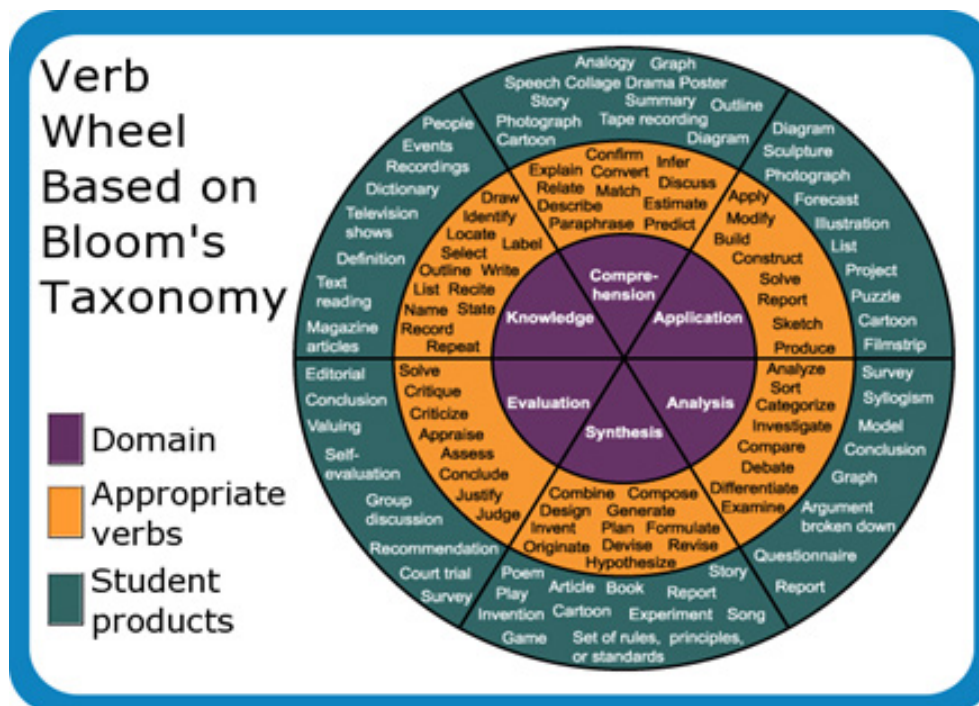 Verb
Wheel
Based on
Bloom's
Taxonomy
Domain
Appropriate
verbs
Student
products
Knowledge
Compre-
hension
Application
Analysis
Synthesis
Evaluation
Draw
Identify
Locate
Label
Select
Outline Write
List Recite
Name State
Record
Repeat
Confirm
Infer
Explain Convert
Discuss
Relate Match
Describe
Estimate
Paraphrase Predict
Apply
Modify
Build
Construct
Solve
Report
Sketch
Produce
Analyze
Sort
Categorize
Investigate
Compare
Debate
Differentiate
Examine
Combine Compose
Design Generate
Invent Plan Formulate
Originate Devise Revise
Hypothesize
Solve
Critique
Criticize
Appraise
Assess
Conclude
Justify
Judge
People
Events
Recordings
Dictionary
Television
shows
Definition
Text
reading
Magazine
articles
Analogy Graph
Speech Collage Drama Poster
Story Summary Outline
Photograph Tape recording
Cartoon Diagram
Diagram
Sculpture
Photograph
Forecast
Illustration
List
Project
Puzzle
Cartoon
Filmstrip
Survey
Syllogism
Model
Conclusion
Graph
Argument
broken down
Questionnaire
Report
Poem Story
Play Article Book Report
Invention Cartoon Experiment Song
Game Set of rules, principles,
or standards
Editorial
Conclusion
Valuing
Self-
evaluation
Group
discussion
Recommendation
Court trial
Survey